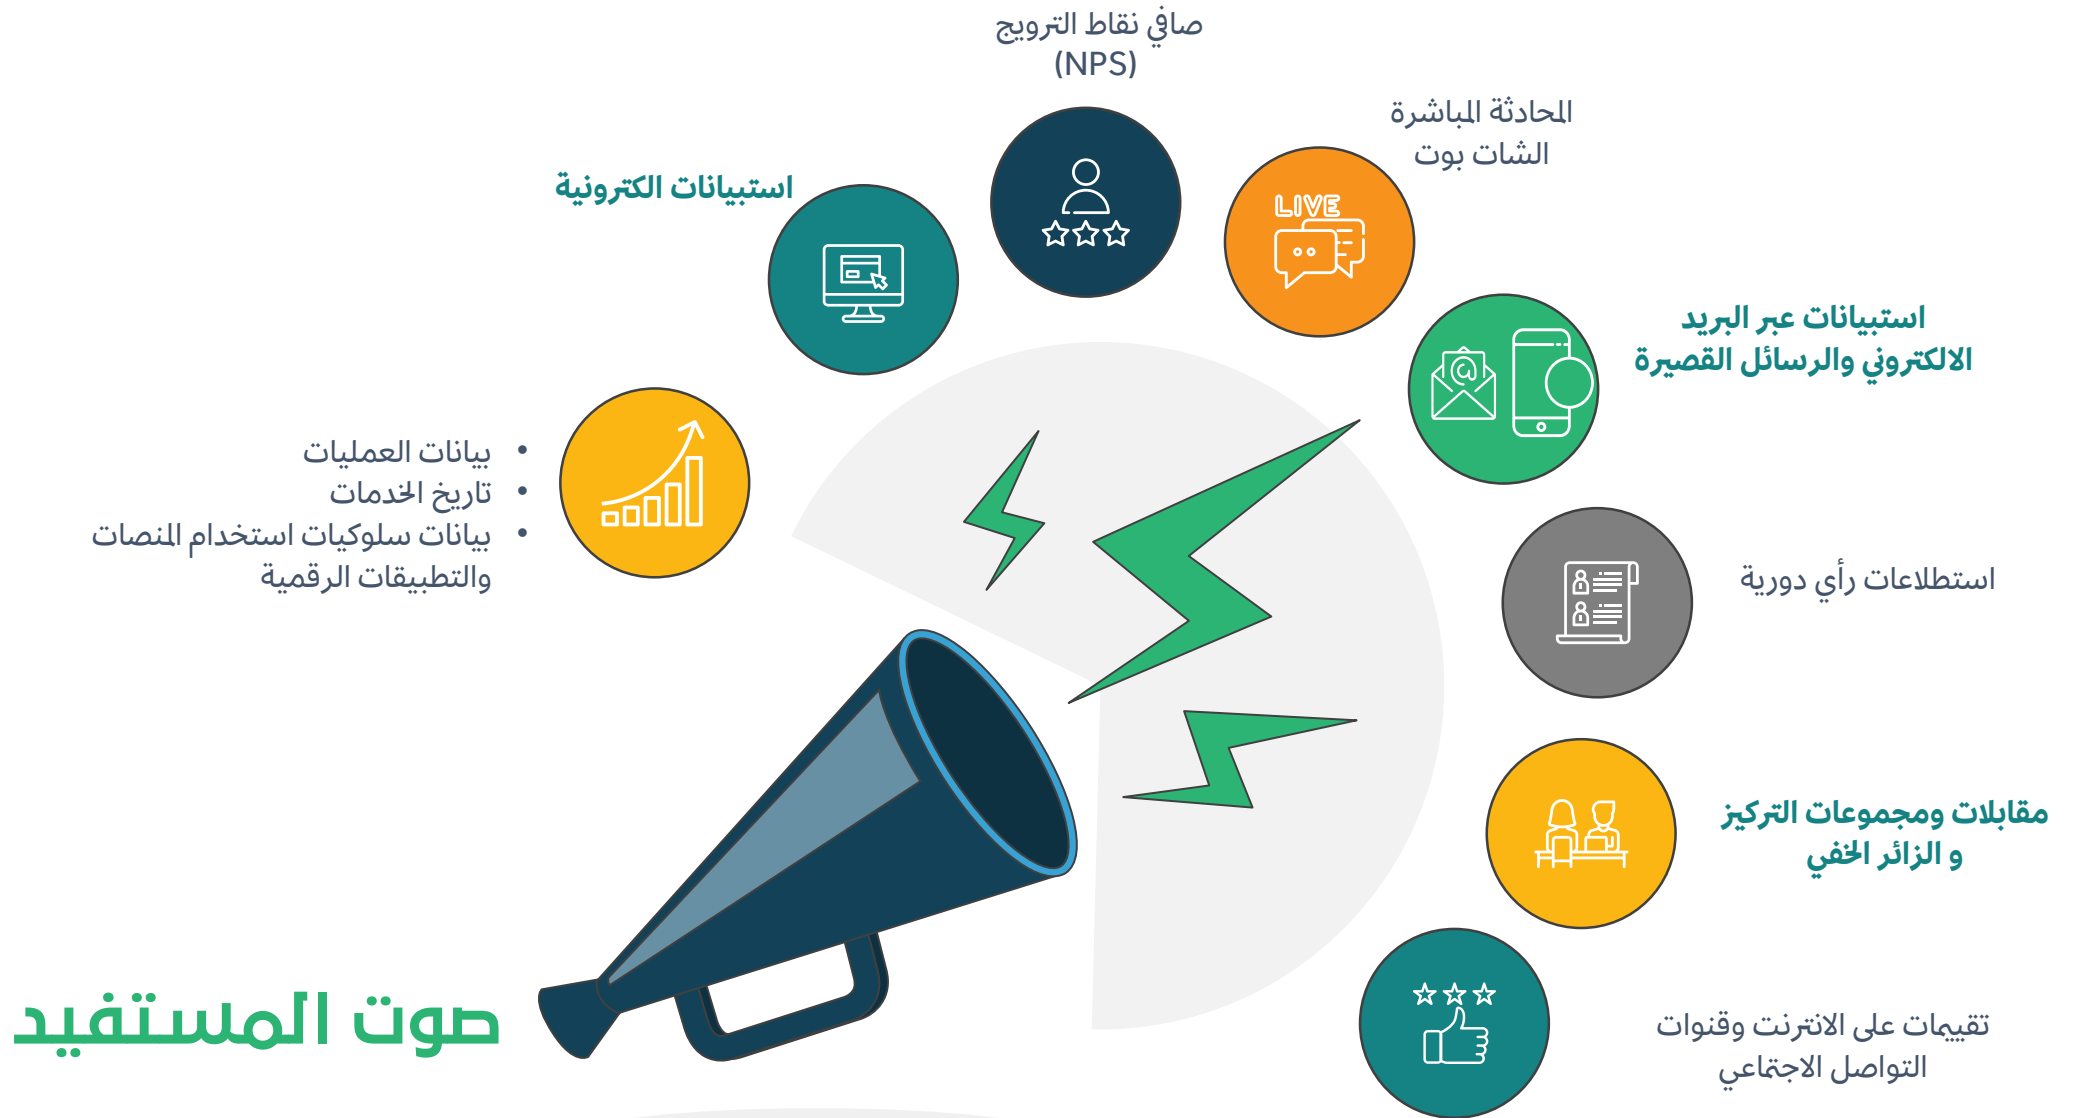 صافي نقاط الترويج
(NPS)
المحادثة المباشرة
الشات بوت
LIVE
استبيانات الكترونية
استبيانات عبر البريد
الالكتروني والرسائل القصيرة
@
• بيانات العمليات
• تاريخ الخدمات
• بيانات سلوكيات استخدام المنصات
والتطبيقات الرقمية
استطلاعات رأي دورية
مقابلات ومجموعات التركيز
و الزائر الخفي
تقييمات على الانترنت وقنوات
التواصل الاجتماعي
صوت المستفيد